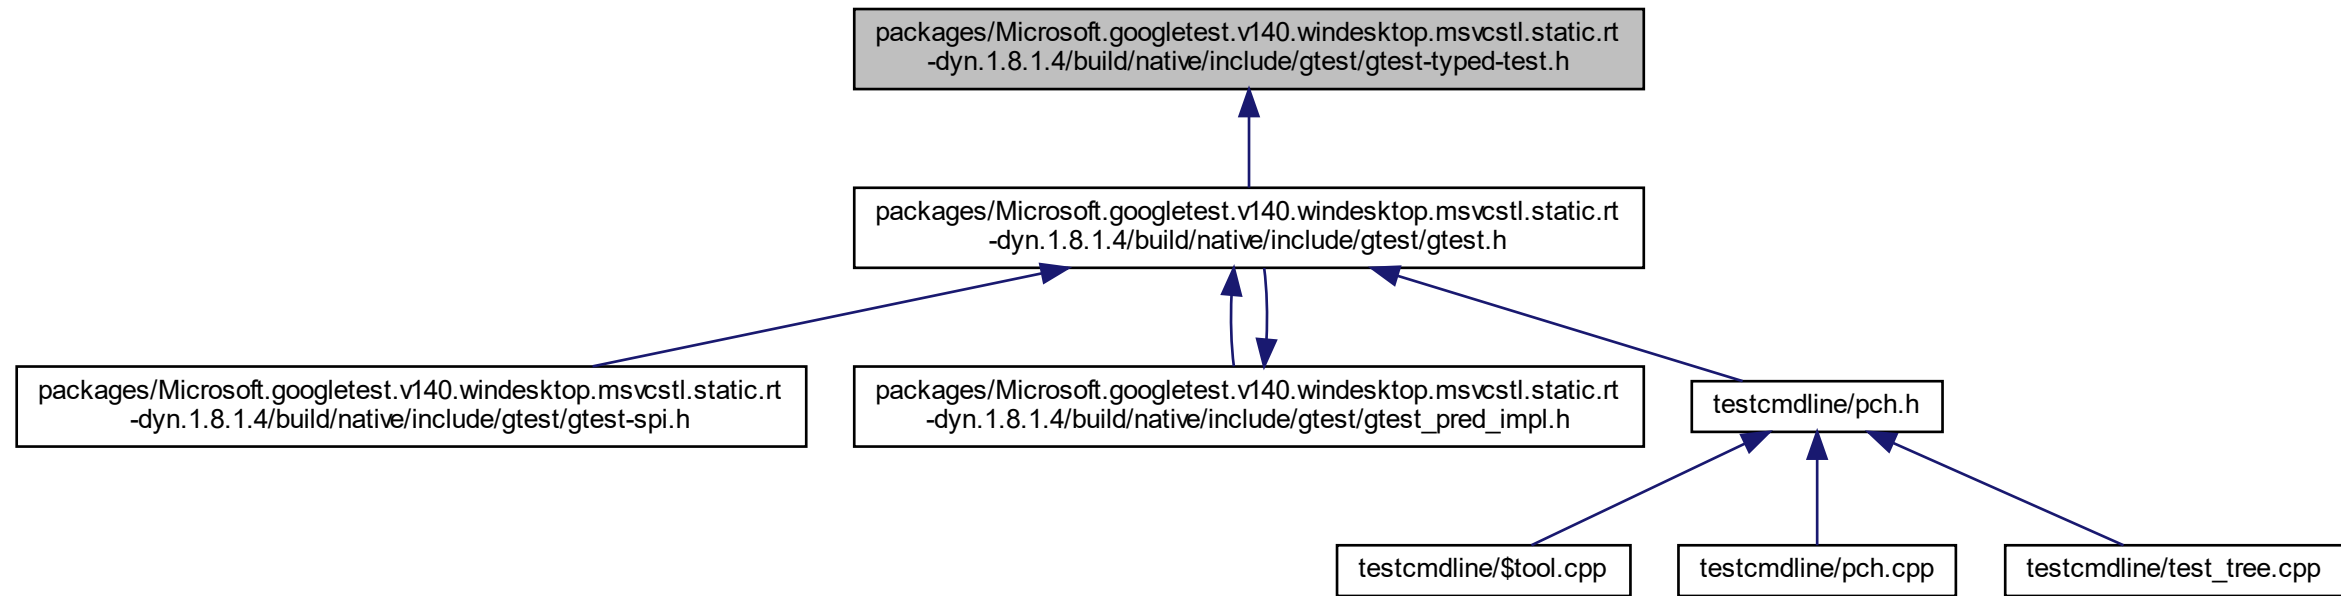 packages/Microsoft.googletest.v140.windesktop.msvcstl.static.rt
-dyn.1.8.1.4/build/native/include/gtest/gtest-typed-test.h
packages/Microsoft.googletest.v140.windesktop.msvcstl.static.rt
-dyn.1.8.1.4/build/native/include/gtest/gtest.h
packages/Microsoft.googletest.v140.windesktop.msvcstl.static.rt
-dyn.1.8.1.4/build/native/include/gtest/gtest-spi.h
packages/Microsoft.googletest.v140.windesktop.msvcstl.static.rt
-dyn.1.8.1.4/build/native/include/gtest/gtest_pred_impl.h
testcmdline/pch.h
testcmdline/$tool.cpp
testcmdline/pch.cpp
testcmdline/test_tree.cpp